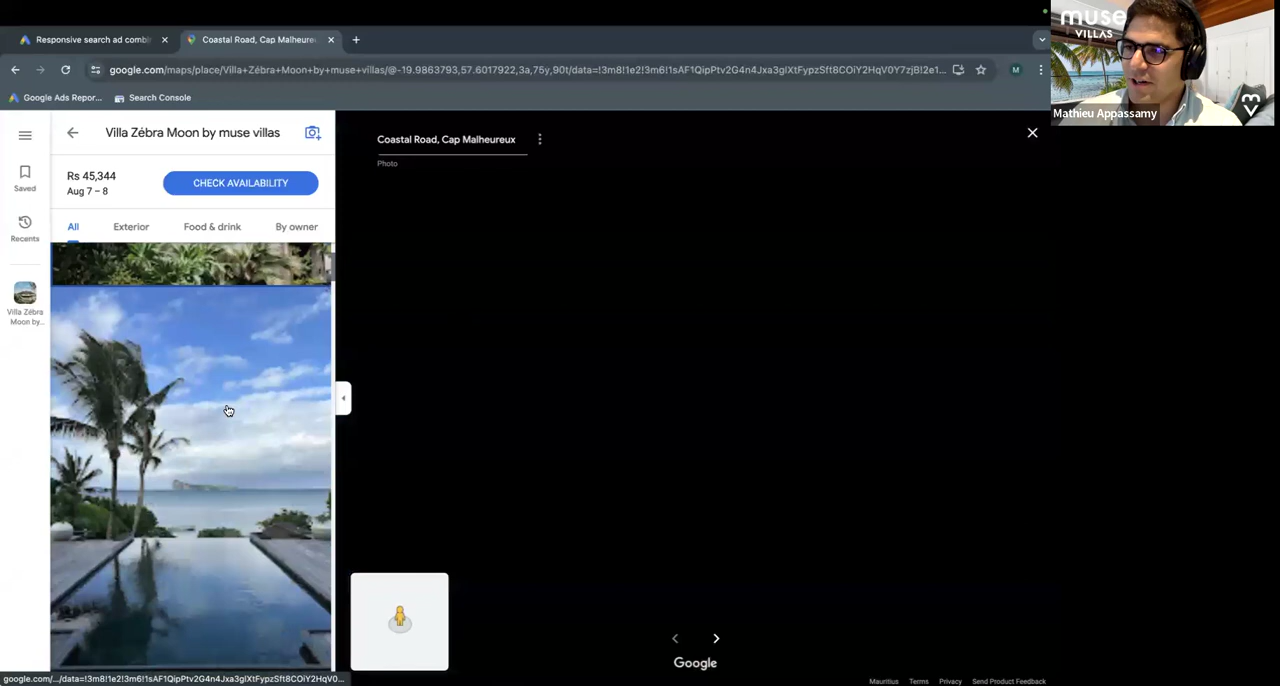 Responsive search ad combi
Coastal Road, Cap Malheure
google.com/maps/place/Villa+Zébra+Moon+by+muse+villas/@-19.9863793,57.6017922,3a,75y,90t/data=!3m8!1e2!3m6!1sAF1QipPtv2G4n4Jxa3glXtFypzSft8COiY2HqV0Y7zjB!2e1...
M
Google Ads Repor...
Search Console
muse
VILLAS
Mathieu Appassamy
Villa Zébra Moon by muse villas
Rs 45,344
Aug 7 – 8
CHECK AVAILABILITY
All
Exterior
Food & drink
By owner
Saved
Recents
Villa Zébra
Moon by...
Coastal Road, Cap Malheureux
Photo
Google
google.com/.../data=!3m8!1e2!3m6!1sAF1QipPtv2G4n4Jxa3glXtFypzSft8COiY2HqV0...
Mauritius
Terms
Privacy
Send Product Feedback